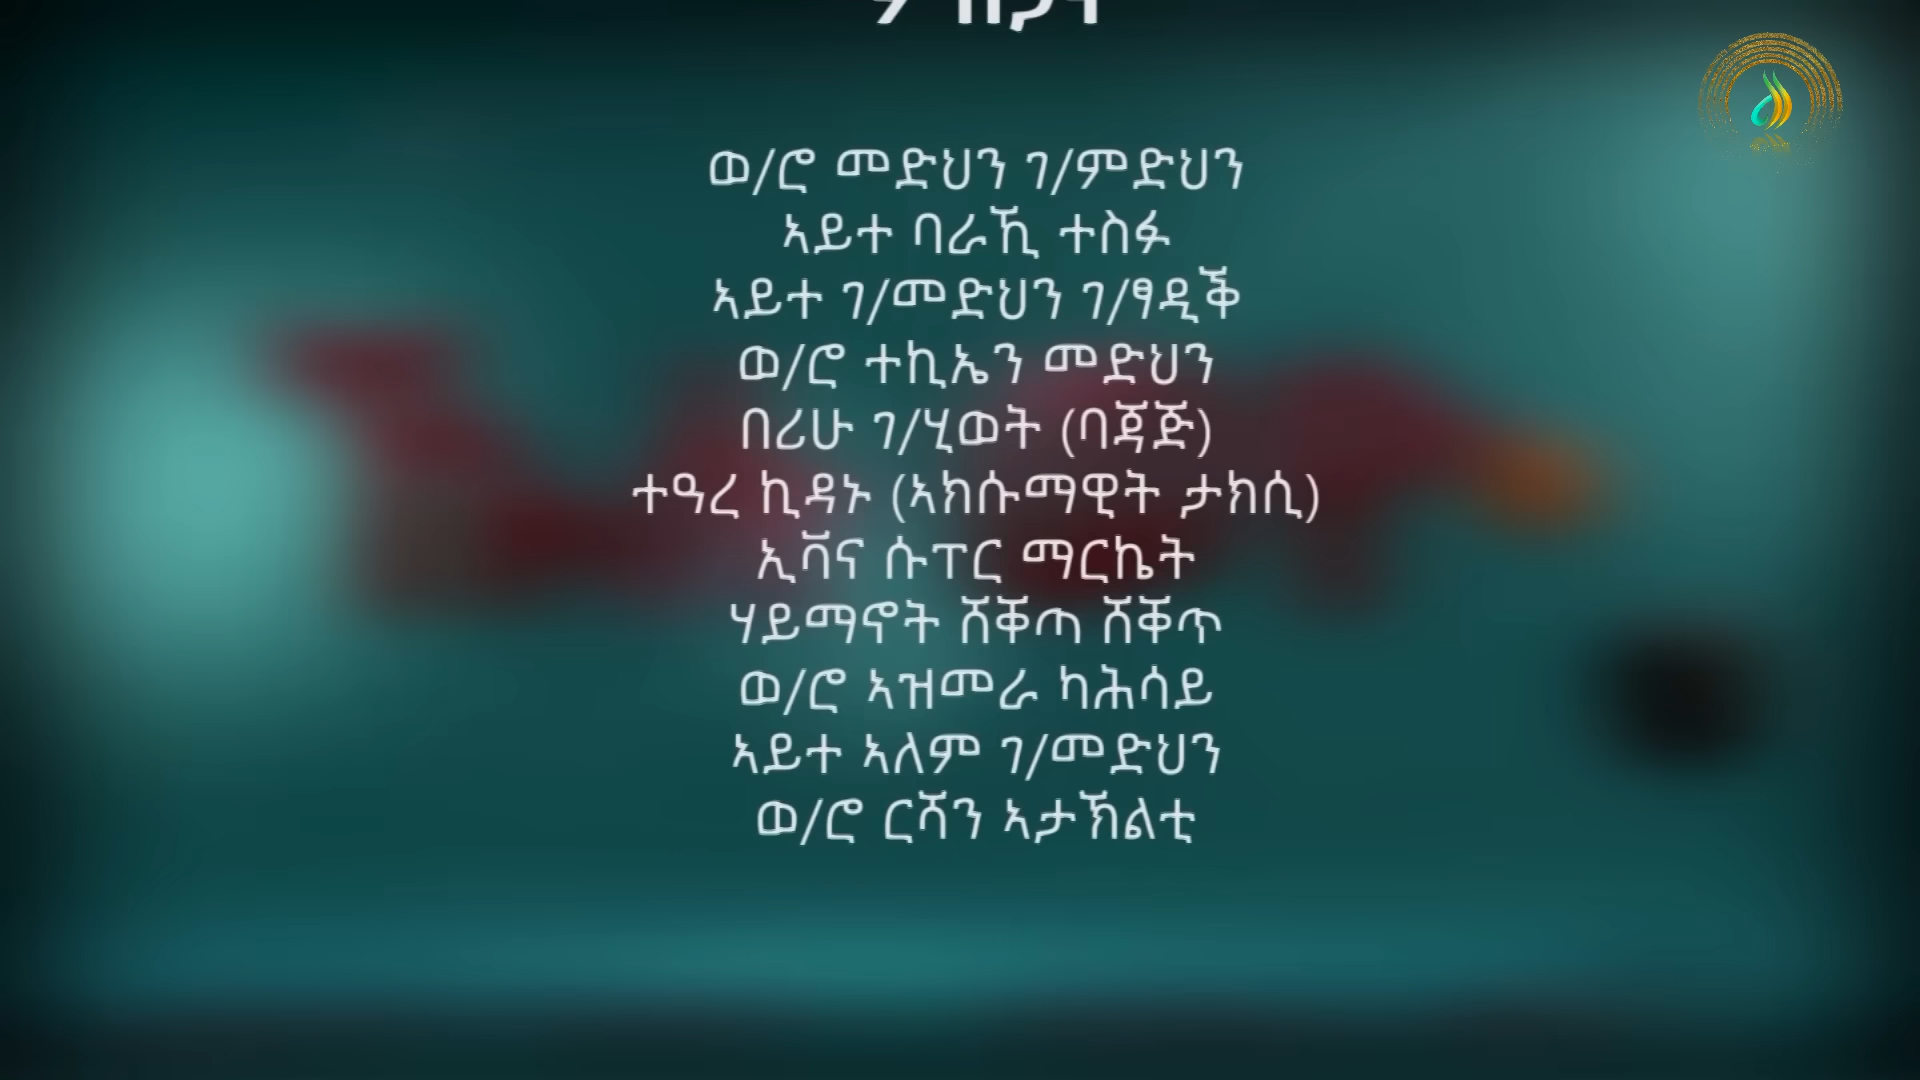 ወ/ሮ መድህን ገ/ምድህን
ኣይተ ባራኺ ተስፉ
ኣይተ ገ/መድህን ገ/ፃዲቕ
ወ/ሮ ተኪኤን መድህን
በሪሁ ገ/ሂወት (ባጃጅ)
ተዓረ ኪዳኑ (ኣክሱማዊት ታክሲ)
ኢቫና ሱፐር ማርኬት
ሃይማኖት ሸቐጣ ሸቐጥ
ወ/ሮ ኣዝመራ ካሕሳይ
ኣይተ ኣለም ገ/መድህን
ወ/ሮ ርሻን ኣታኽልቲ